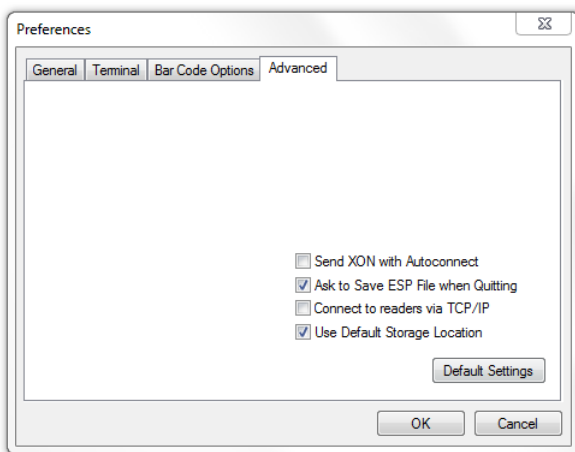 Preferences
General Terminal Bar Code Options Advanced
Send XON with Autoconnect
Ask to Save ESP File when Quitting
Connect to readers via TCP/IP
Use Default Storage Location
Default Settings
OK Cancel